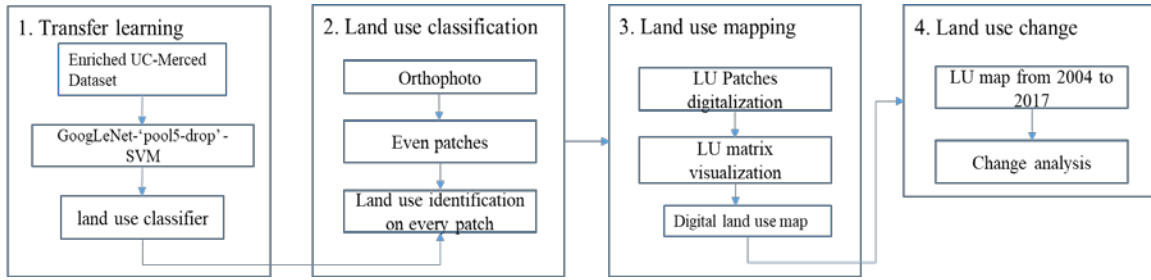 1. Transfer learning
Enriched UC-Merced
Dataset
GoogLeNet-‘pool5-drop’-
SVM
land use classifier
2. Land use classification
Orthophoto
Even patches
Land use identification
on every patch
3. Land use mapping
LU Patches
digitalization
LU matrix
visualization
Digital land use map
4. Land use change
LU map from 2004 to
2017
Change analysis